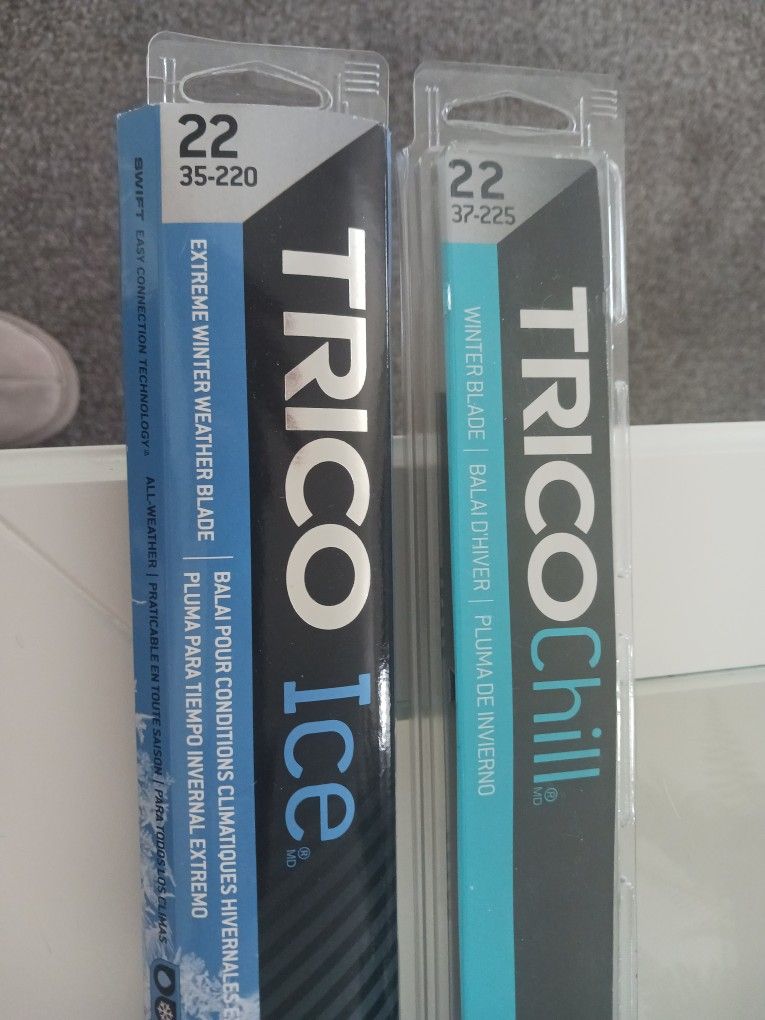 22
35-220
TRICO Ice®
MD
EXTREME WINTER WEATHER BLADE | BALAI POUR CONDITIONS CLIMATIQUES HIVERNALES
PLUMA PARA TIEMPO INVERNAL EXTREMO
SWIFT EASY CONNECTION TECHNOLOGY
ALL-WEATHER | PRATICABLE EN TOUTE SAISON | PARA TODOS LOS CLIMAS
22
37-225
TRICO Chill®
MD
WINTER BLADE | BALAI D'HIVER | PLUMA DE INVIERNO